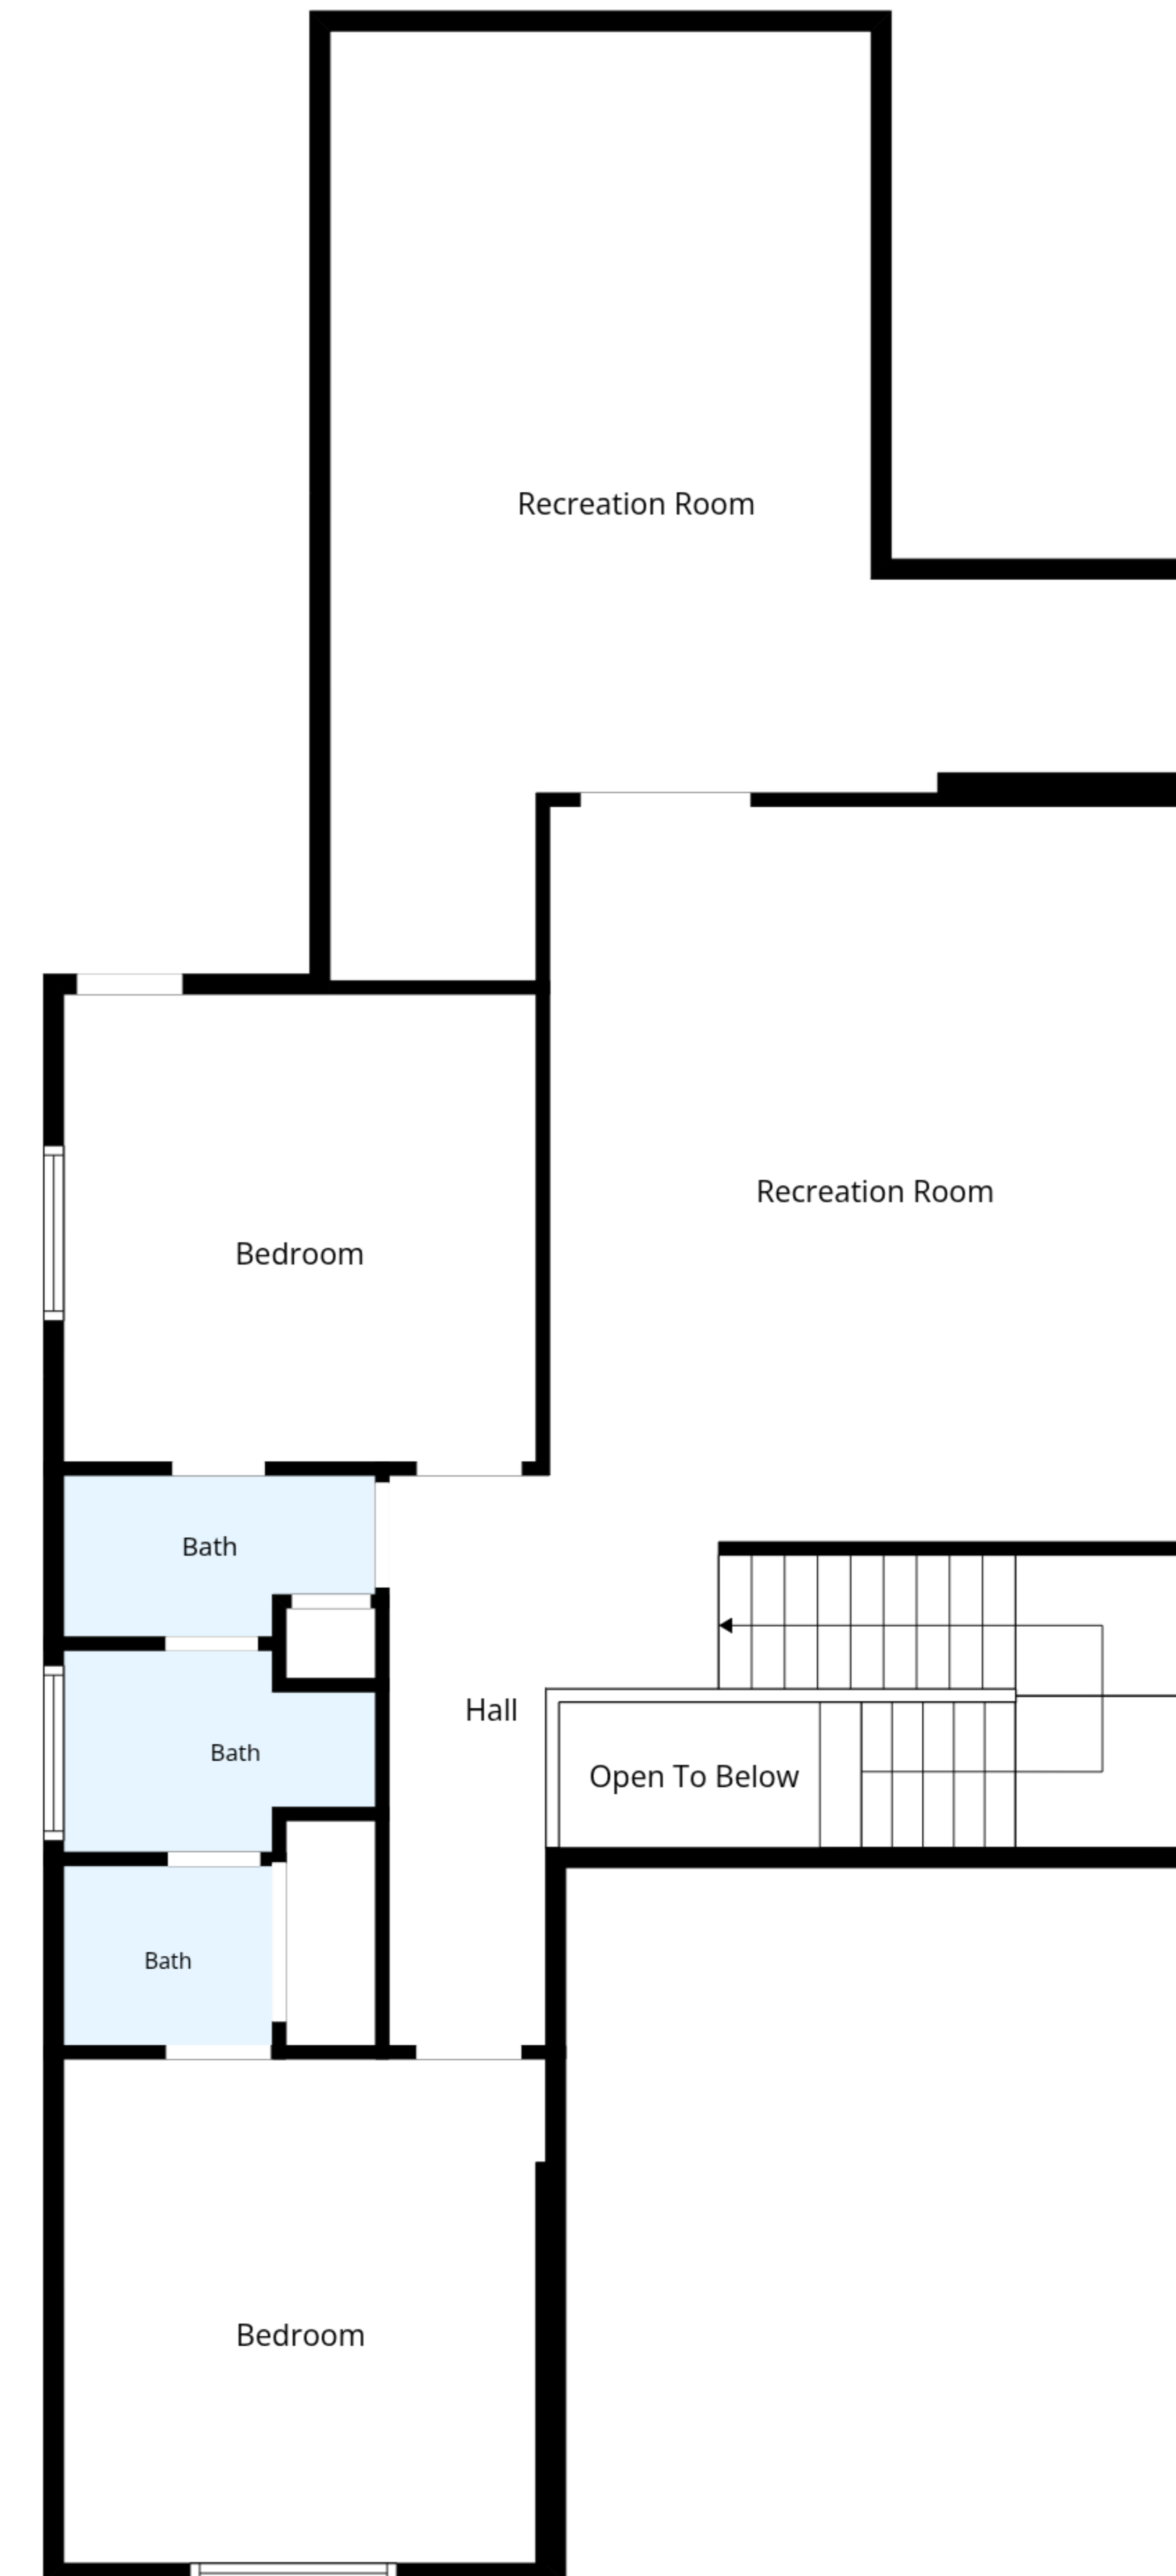 Recreation Room
Recreation Room
Bedroom
Bath
Hall
Bath
Open To Below
Bath
Bedroom